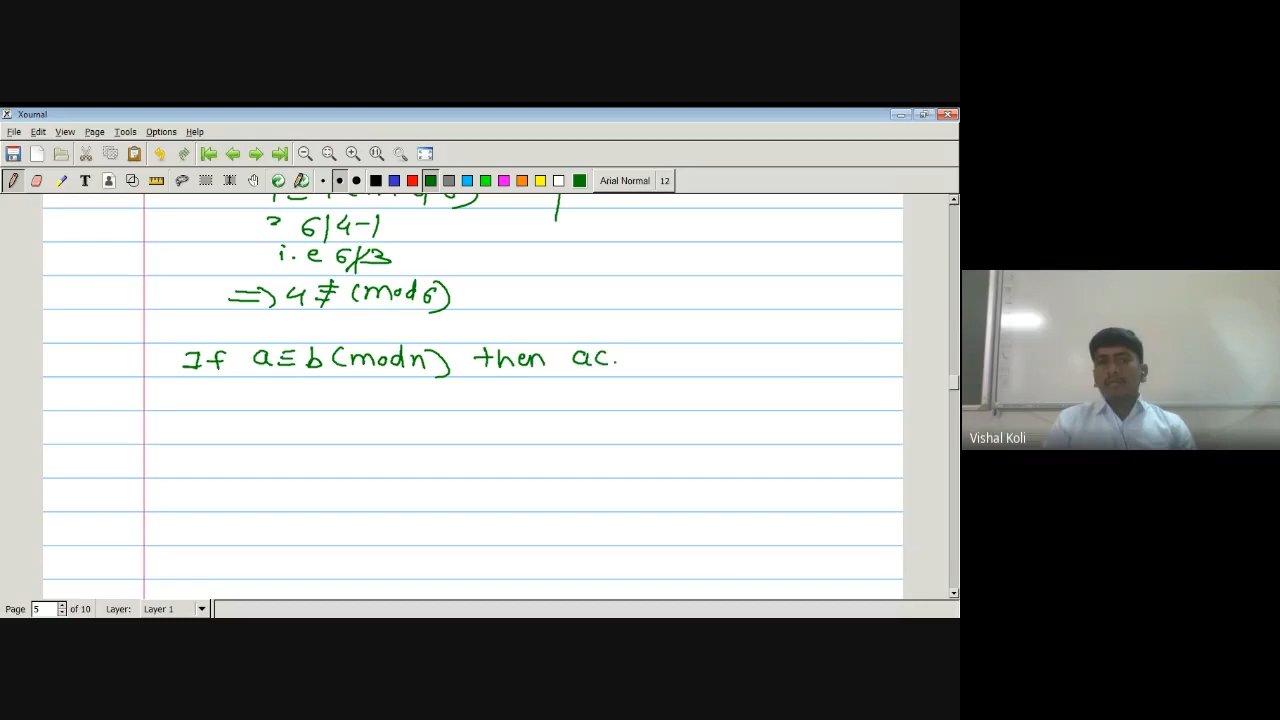 Xournal
File Edit View Page Tools Options Help
T Arial Normal 12
6|4-1
i.e 6∤3
⇒ 4 ≢ (mod 6)
If a ≡ b (mod n) then ac.
Vishal Koli
Page 5 of 10 Layer: Layer 1